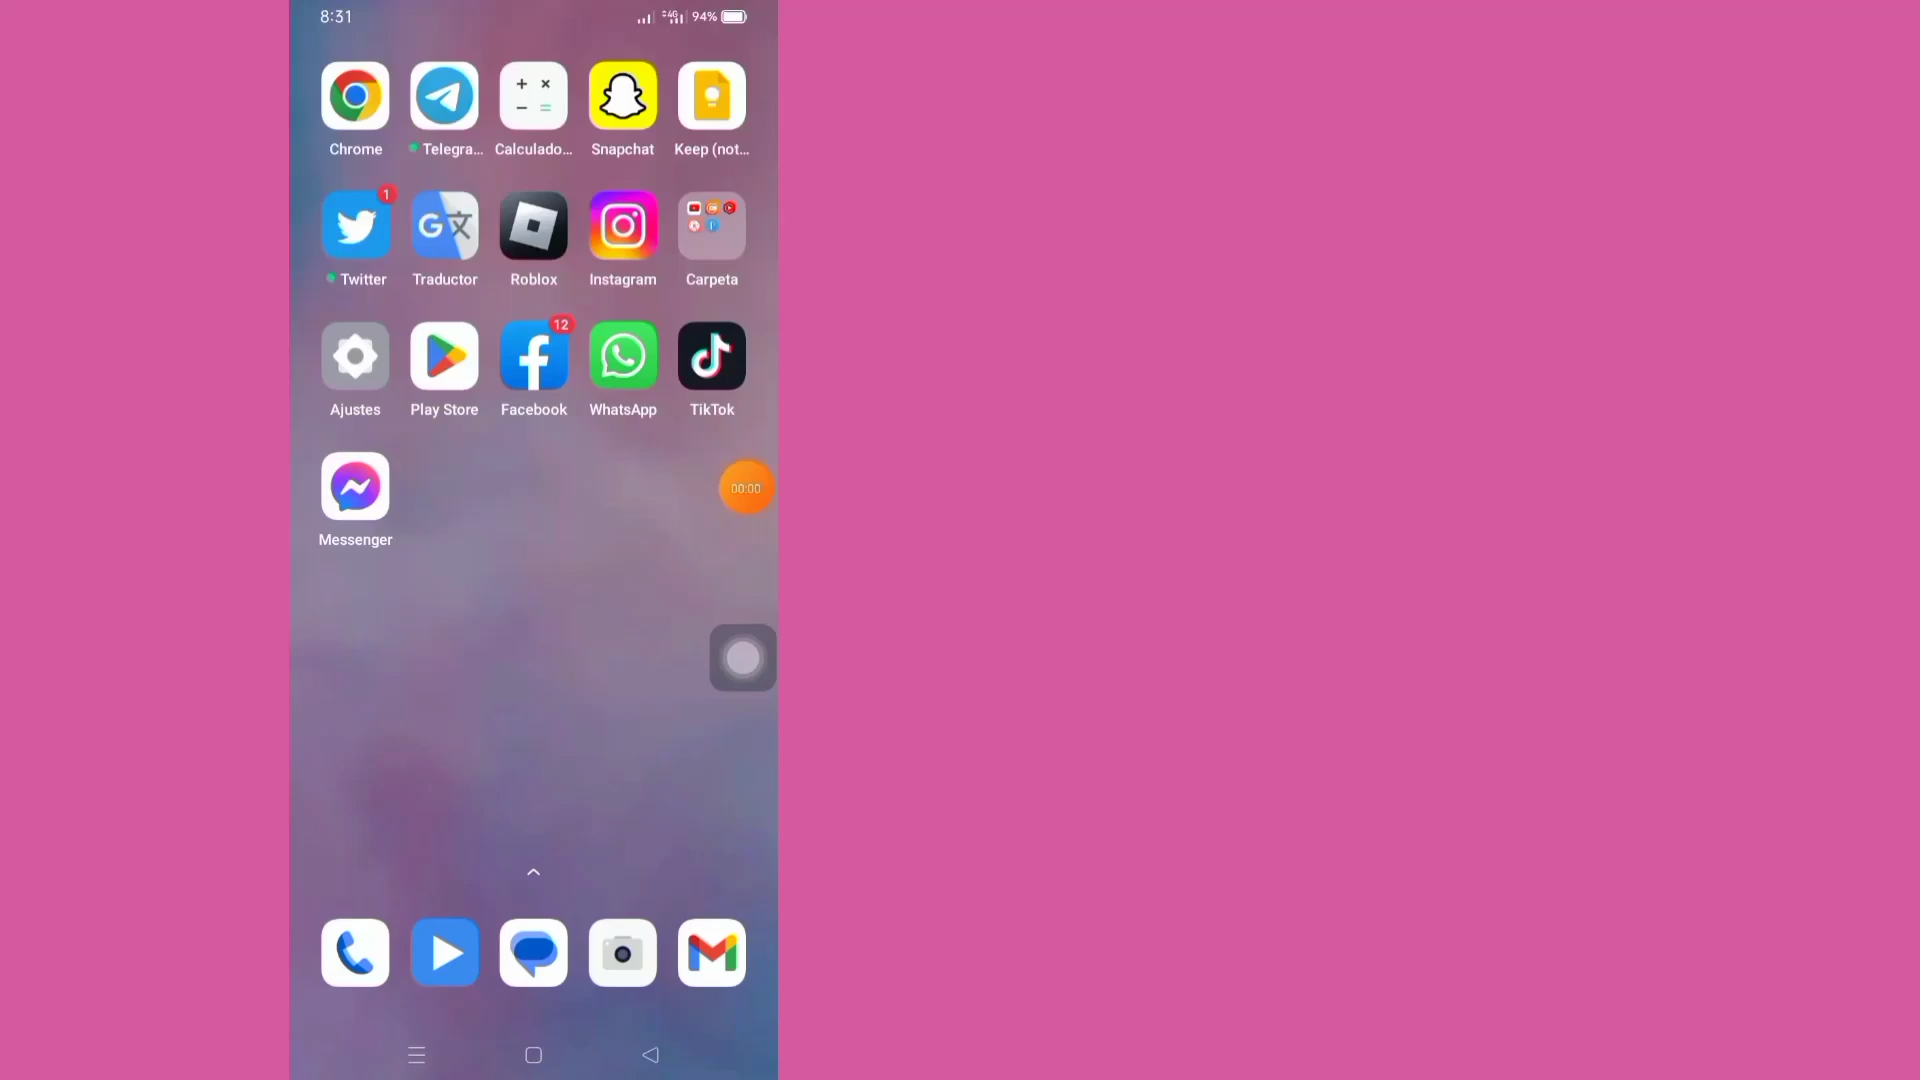 8:31 4G 94%
Chrome Telegra... Calculado... Snapchat Keep (not...
1
Twitter Traductor Roblox Instagram Carpeta
12
Ajustes Play Store Facebook WhatsApp TikTok
00:00
Messenger